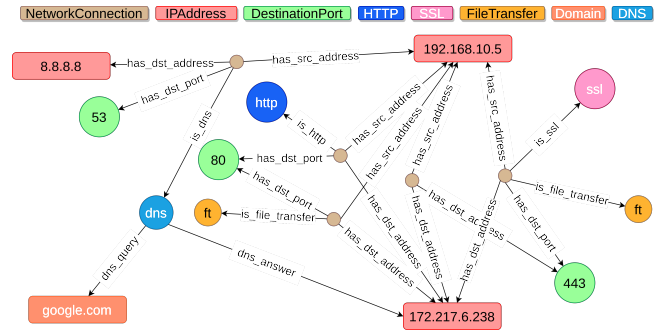 NetworkConnection IPAddress DestinationPort HTTP SSL FileTransfer Domain DNS
192.168.10.5
has_src_address
8.8.8.8
has_dst_address
has_dst_port
53
http
ssl
is_dns
is_http
has_src_address
has_src_address
has_src_address
has_src_address
is_ssl
80
has_dst_port
has_dst_port
is_file_transfer
ft
dns
has_dst_address
has_dst_address
has_dst_address
has_dst_address
has_dst_address
is_file_transfer
ft
has_dst_port
443
dns_query
dns_answer
google.com
172.217.6.238